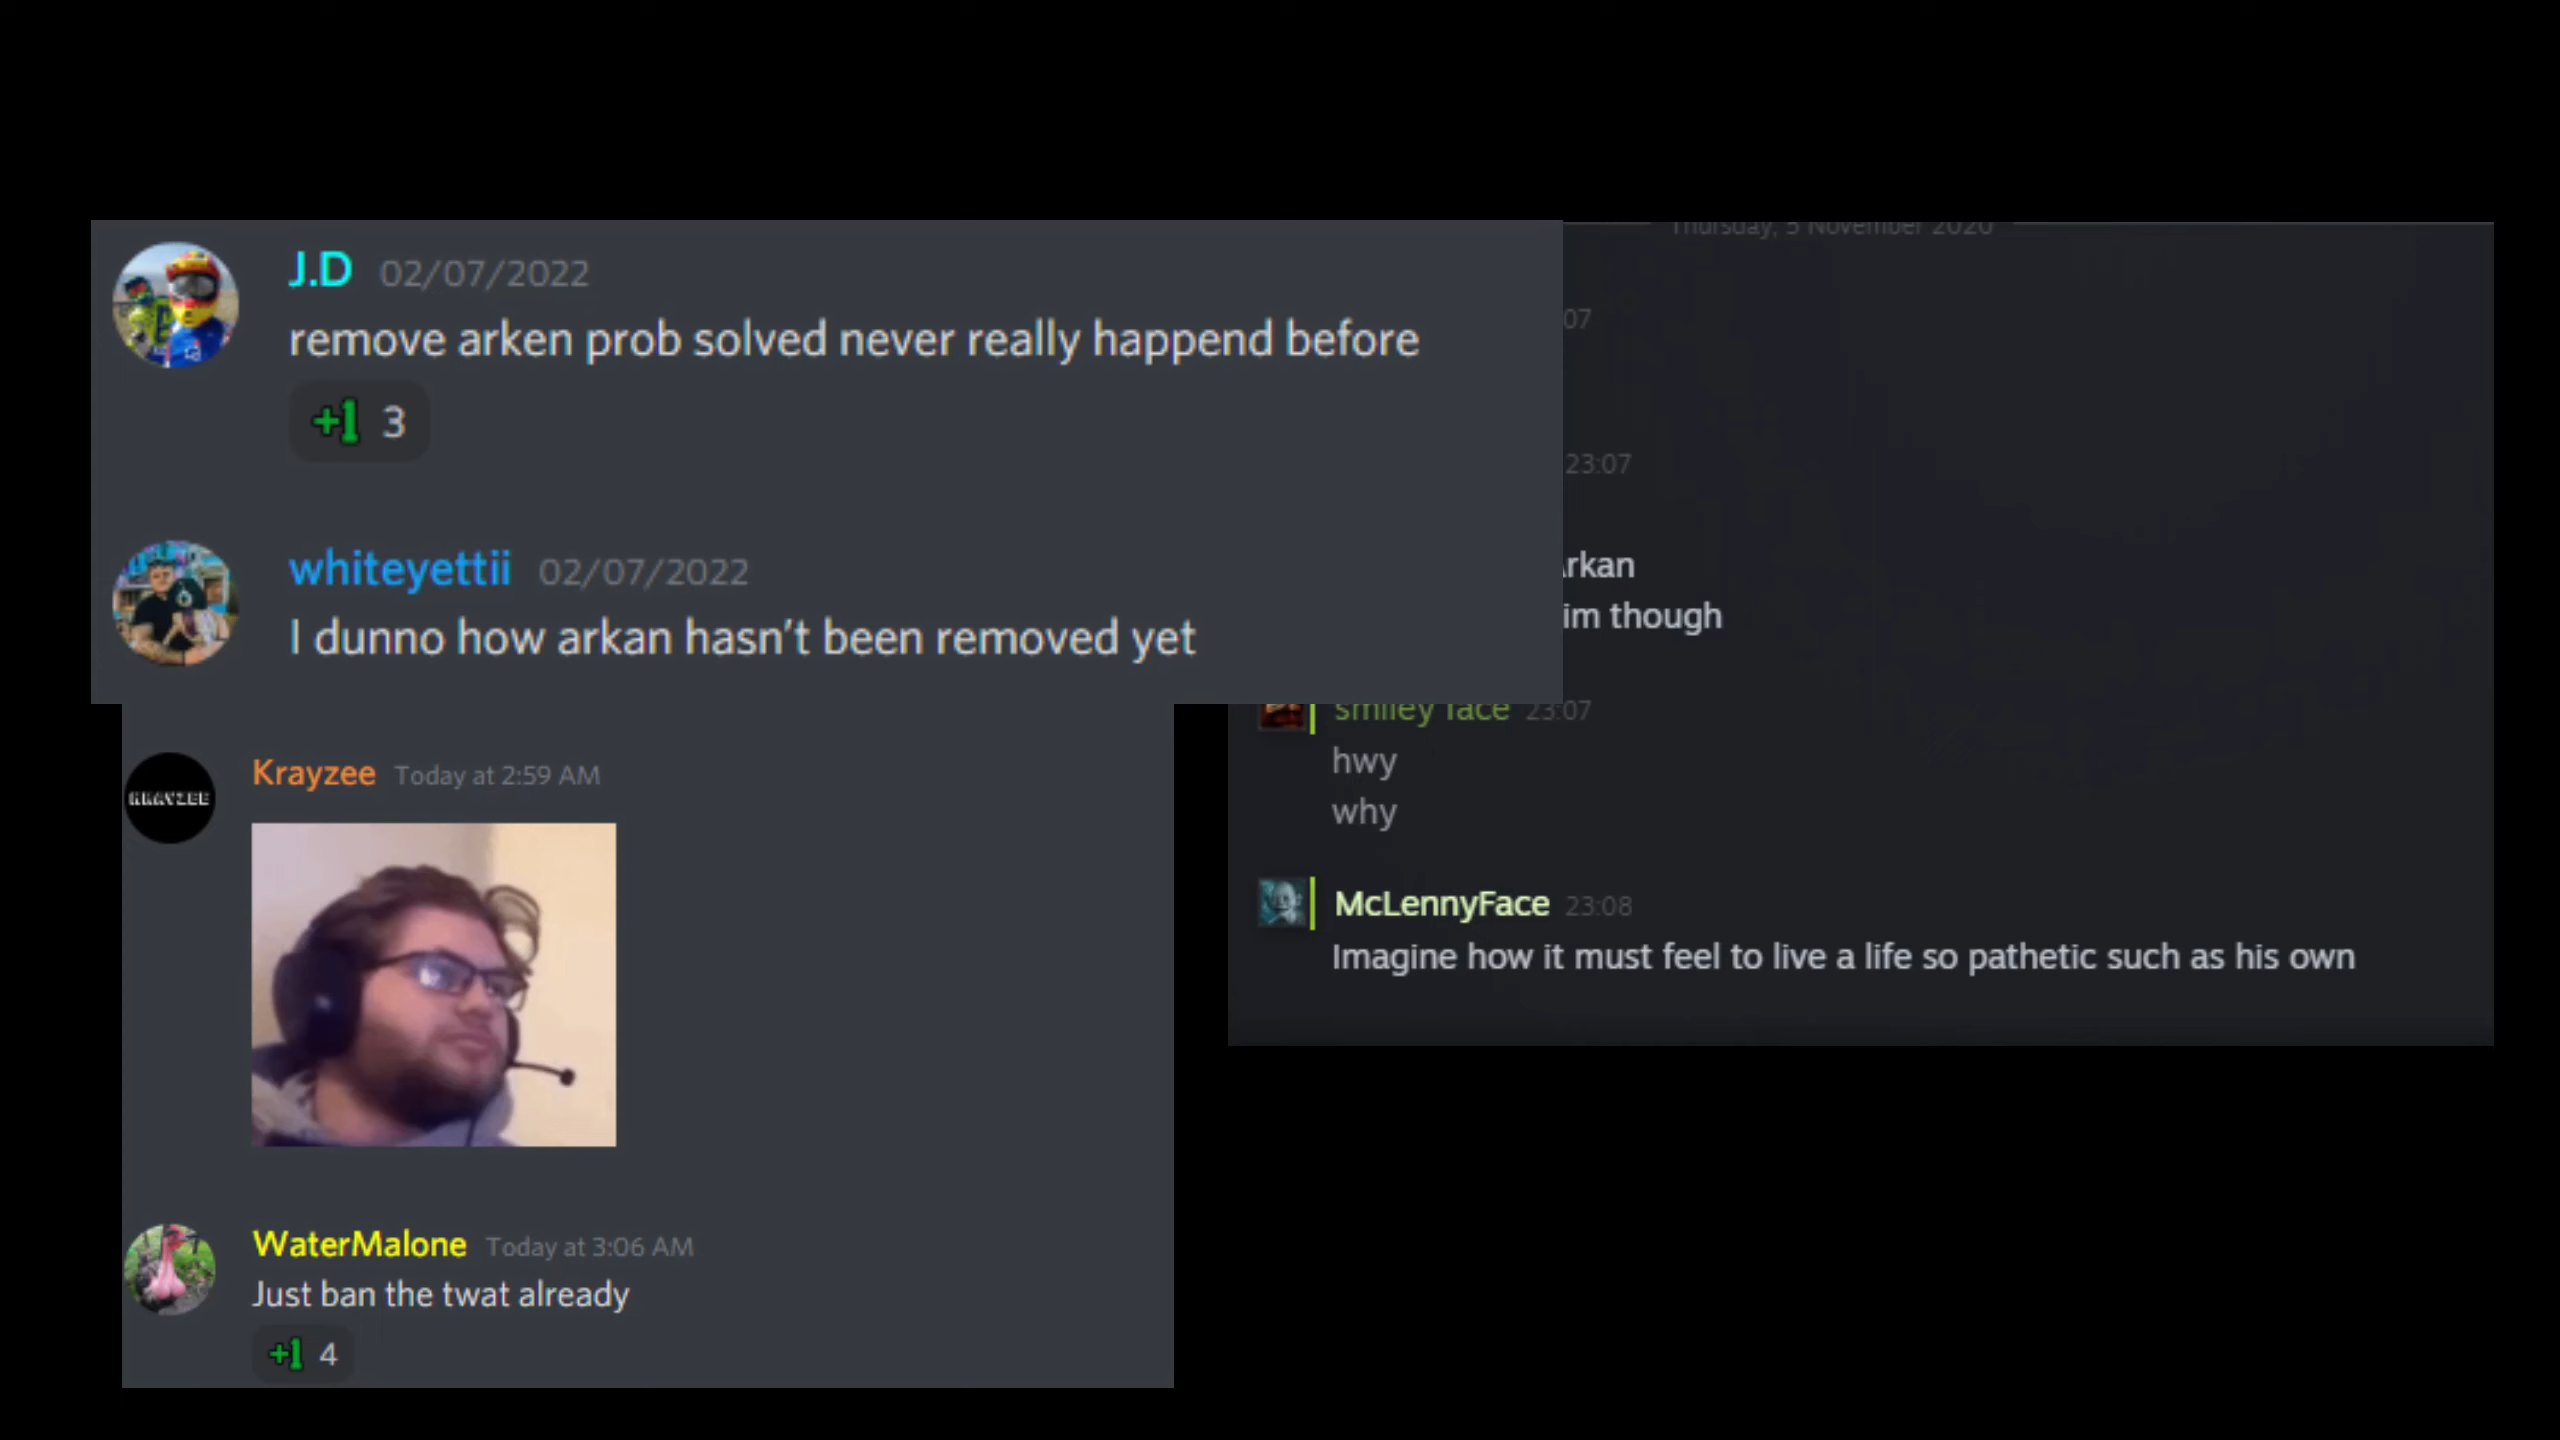 J.D 02/07/2022
remove arken prob solved never really happend before
+1 3
whiteyettii 02/07/2022
I dunno how arkan hasn't been removed yet
KRAYZEE
Krayzee Today at 2:59 AM
WaterMalone Today at 3:06 AM
Just ban the twat already
+1 4
Thursday, 5 November 2020
07
23:07
rkan
im though
smiley face 23:07
hwy
why
McLennyFace 23:08
Imagine how it must feel to live a life so pathetic such as his own